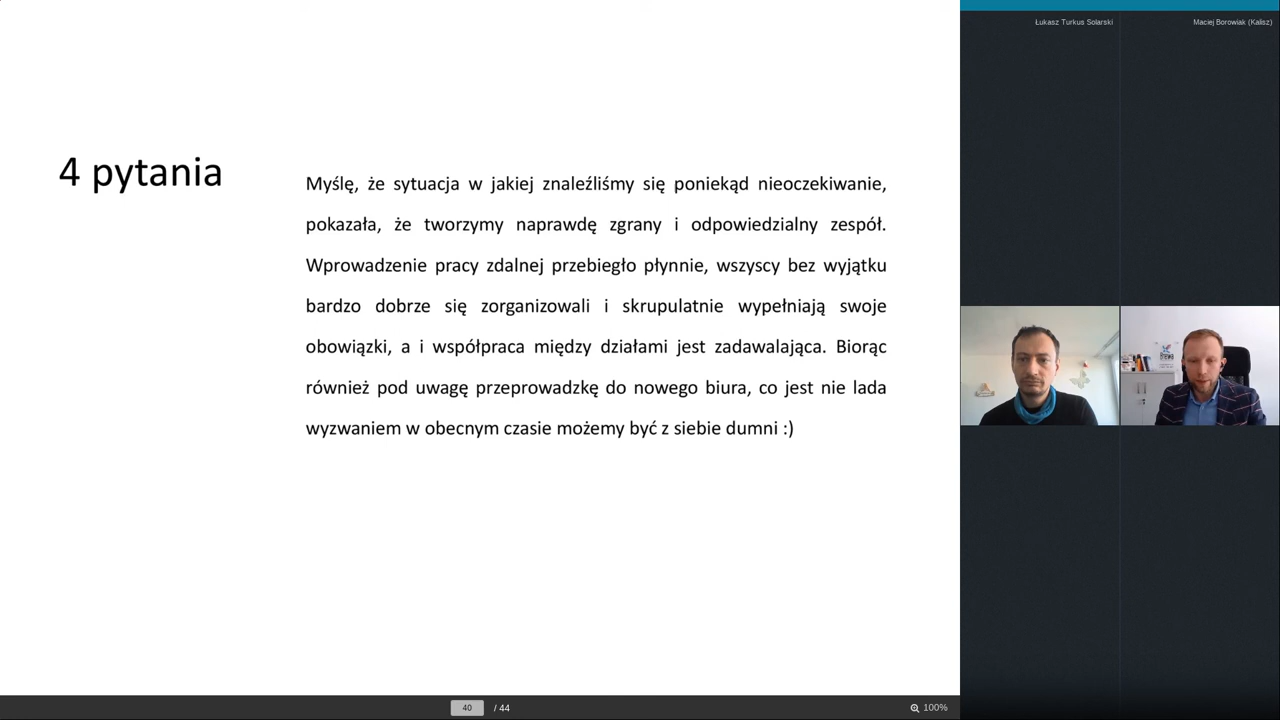 4 pytania
Myślę, że sytuacja w jakiej znaleźliśmy się poniekąd nieoczekiwanie,
pokazała, że tworzymy naprawdę zgrany i odpowiedzialny zespół.
Wprowadzenie pracy zdalnej przebiegło płynnie, wszyscy bez wyjątku
bardzo dobrze się zorganizowali i skrupulatnie wypełniają swoje
obowiązki, a i współpraca między działami jest zadawalająca. Biorąc
również pod uwagę przeprowadzkę do nowego biura, co jest nie lada
wyzwaniem w obecnym czasie możemy być z siebie dumni :)
Łukasz Turkus Solarski
Maciej Borowiak (Kalisz)
40 / 44
100%